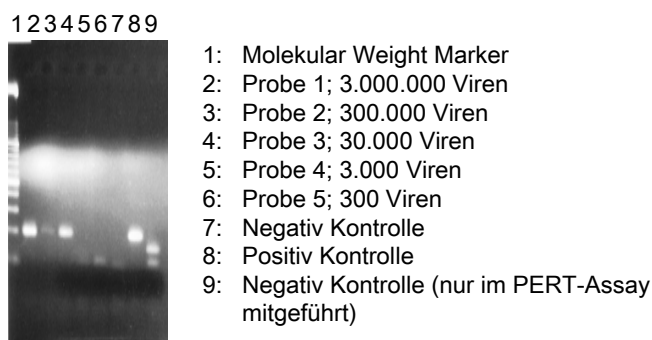 123456789
1: Molekular Weight Marker
2: Probe 1; 3.000.000 Viren
3: Probe 2; 300.000 Viren
4: Probe 3; 30.000 Viren
5: Probe 4; 3.000 Viren
6: Probe 5; 300 Viren
7: Negativ Kontrolle
8: Positiv Kontrolle
9: Negativ Kontrolle (nur im PERT-Assay
mitgeführt)